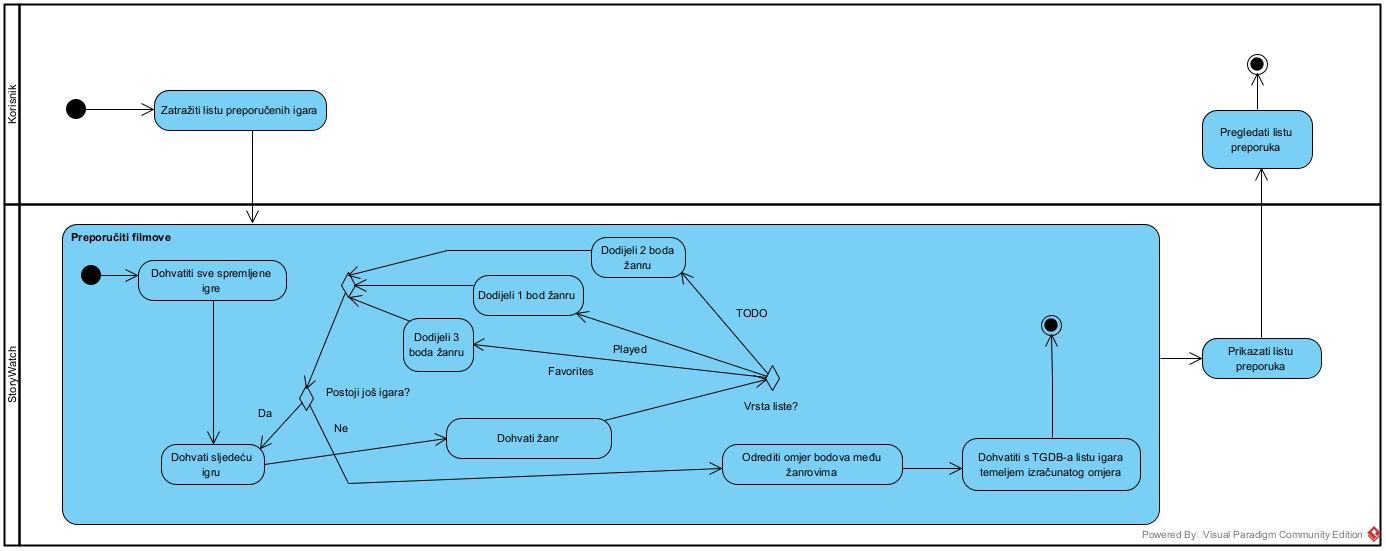 Korisnik
Zatražiti listu preporučenih igara
Pregledati listu
preporuka
StoryWatch
Preporučiti filmove
Dohvatiti sve spremljene
igre
Dodijeli 2 boda
žanru
Dodijeli 1 bod žanru
Dodijeli 3
boda žanru
TODO
Played
Favorites
Vrsta liste?
Postoji još igara?
Da
Ne
Dohvati sljedeću
igru
Dohvati žanr
Odrediti omjer bodova među
žanrovima
Dohvatiti s TGDB-a listu igara
temeljem izračunatog omjera
Prikazati listu
preporuka
Powered By Visual Paradigm Community Edition